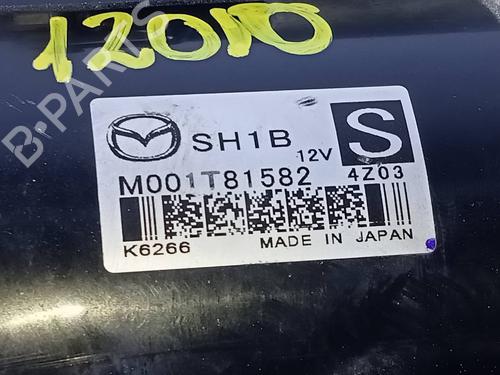 12010
B-PARTS
SH1B 12V S
M001T81582 4Z03
K6266 MADE IN JAPAN